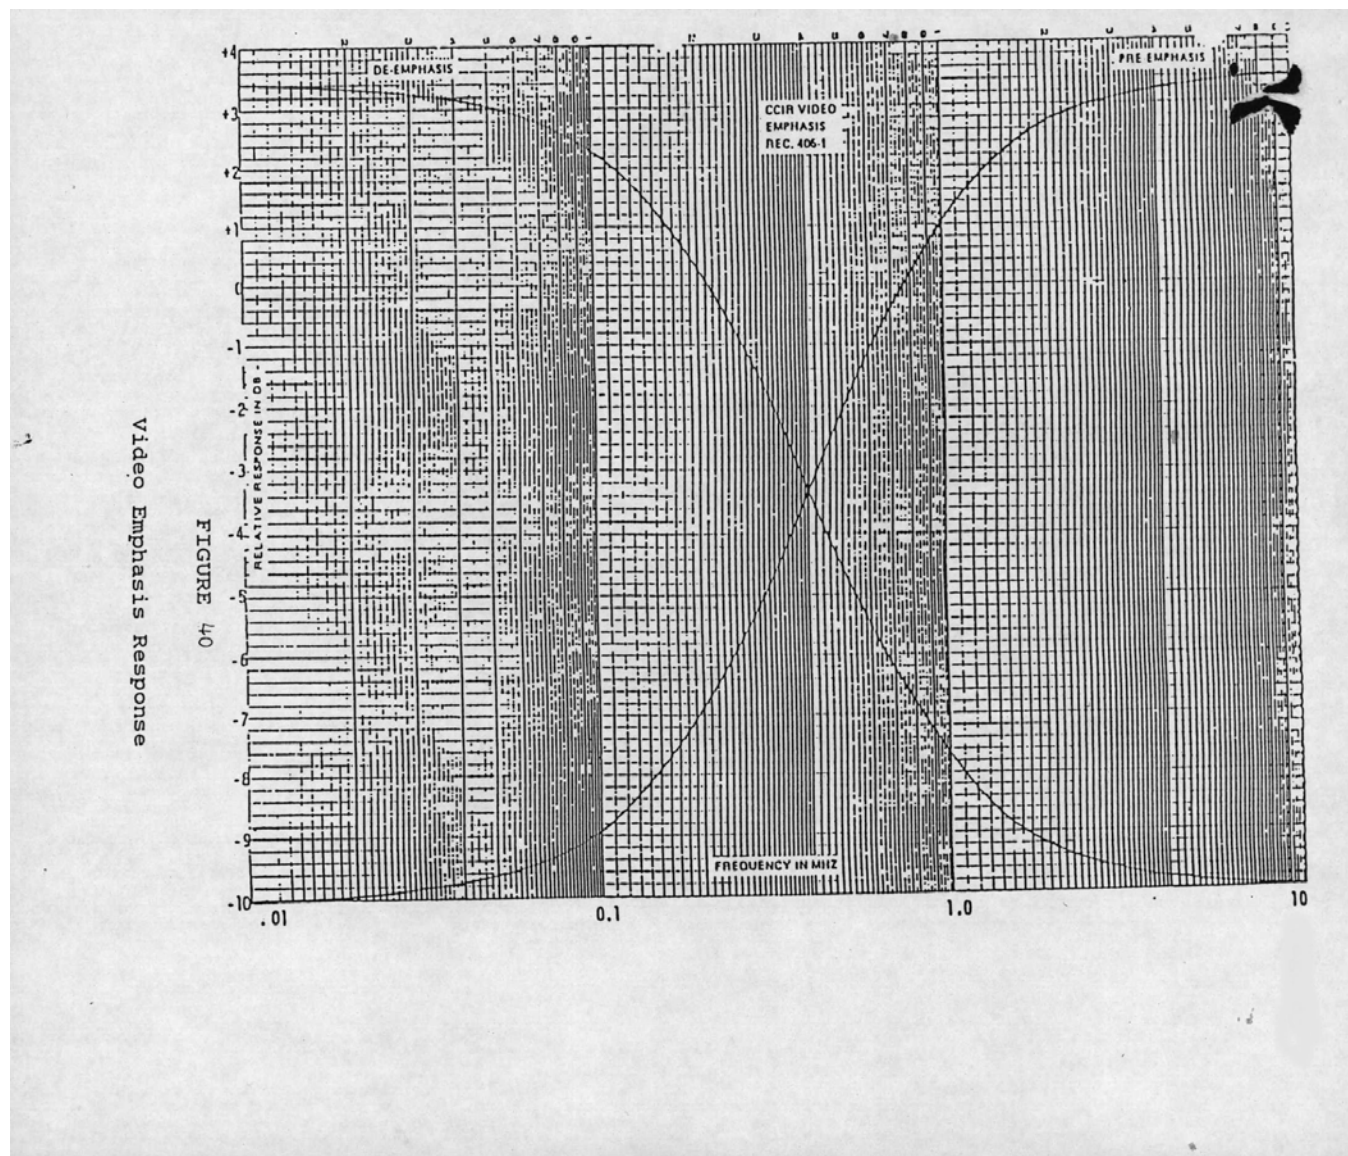 DE-EMPHASIS
PRE EMPHASIS
CCIR VIDEO
EMPHASIS
REC. 406-1
+4
+3
+2
+1
0
-1
-2
-3
-4
-5
-6
-7
-8
-9
-10
RELATIVE RESPONSE IN DB
FREQUENCY IN MHZ
.01
0.1
1.0
10
FIGURE 40
Video Emphasis Response